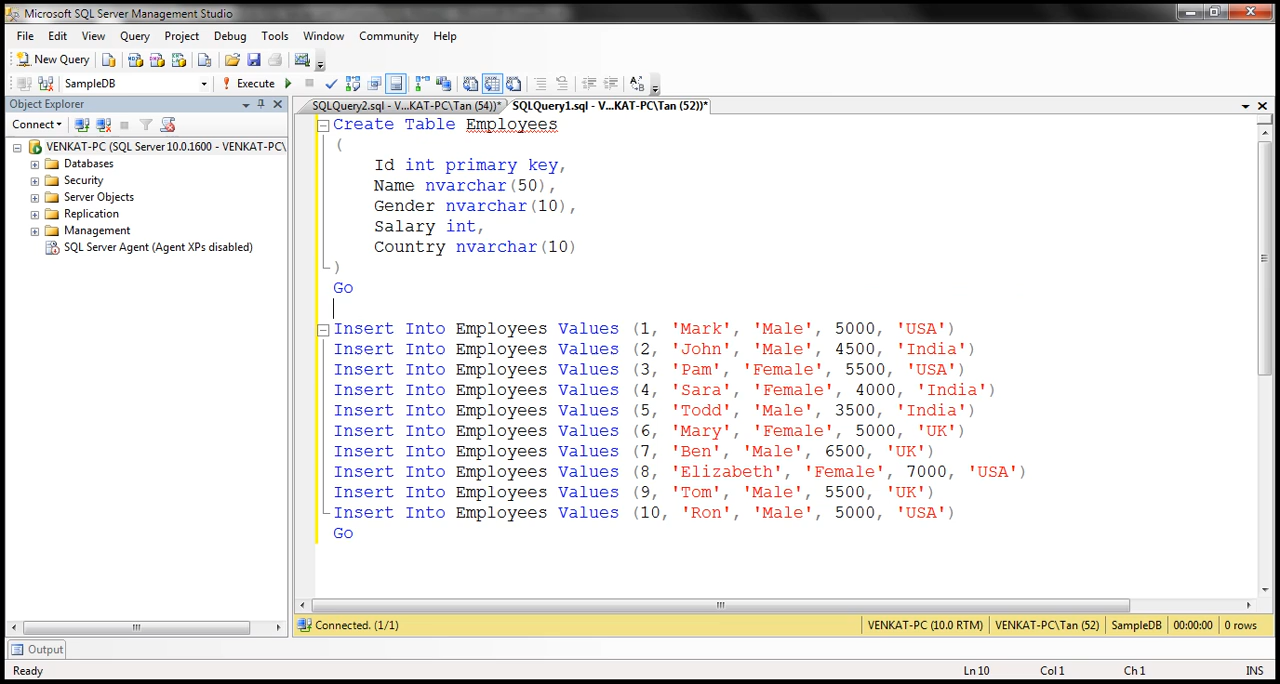 Microsoft SQL Server Management Studio
File Edit View Query Project Debug Tools Window Community Help
New Query
SampleDB Execute
Object Explorer
SQLQuery2.sql - V...KAT-PC\Tan (54))* SQLQuery1.sql - V...KAT-PC\Tan (52))*
Connect
VENKAT-PC (SQL Server 10.0.1600 - VENKAT-PC\
Databases
Security
Server Objects
Replication
Management
SQL Server Agent (Agent XPs disabled)
Create Table Employees
(
Id int primary key,
Name nvarchar(50),
Gender nvarchar(10),
Salary int,
Country nvarchar(10)
)
Go
Insert Into Employees Values (1, 'Mark', 'Male', 5000, 'USA')
Insert Into Employees Values (2, 'John', 'Male', 4500, 'India')
Insert Into Employees Values (3, 'Pam', 'Female', 5500, 'USA')
Insert Into Employees Values (4, 'Sara', 'Female', 4000, 'India')
Insert Into Employees Values (5, 'Todd', 'Male', 3500, 'India')
Insert Into Employees Values (6, 'Mary', 'Female', 5000, 'UK')
Insert Into Employees Values (7, 'Ben', 'Male', 6500, 'UK')
Insert Into Employees Values (8, 'Elizabeth', 'Female', 7000, 'USA')
Insert Into Employees Values (9, 'Tom', 'Male', 5500, 'UK')
Insert Into Employees Values (10, 'Ron', 'Male', 5000, 'USA')
Go
Connected. (1/1) VENKAT-PC (10.0 RTM) VENKAT-PC\Tan (52) SampleDB 00:00:00 0 rows
Output
Ready Ln 10 Col 1 Ch 1 INS